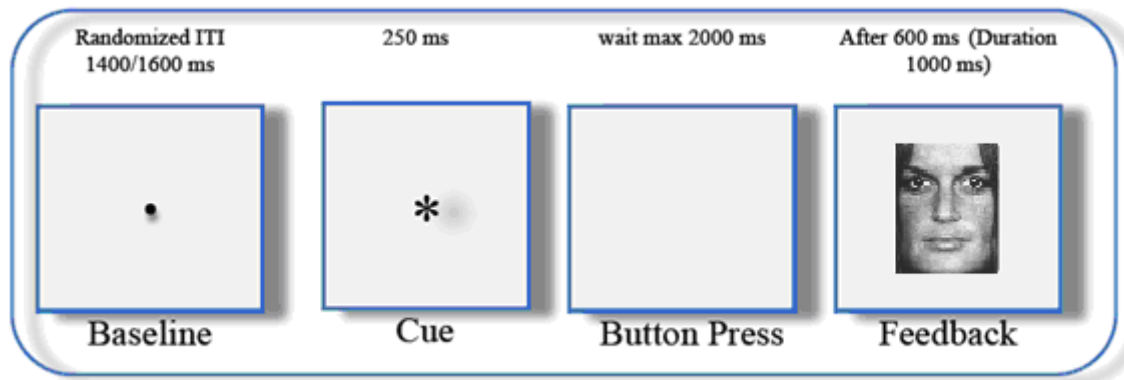 Randomized ITI
1400/1600 ms
250 ms
wait max 2000 ms
After 600 ms (Duration
1000 ms)
*
Baseline
Cue
Button Press
Feedback